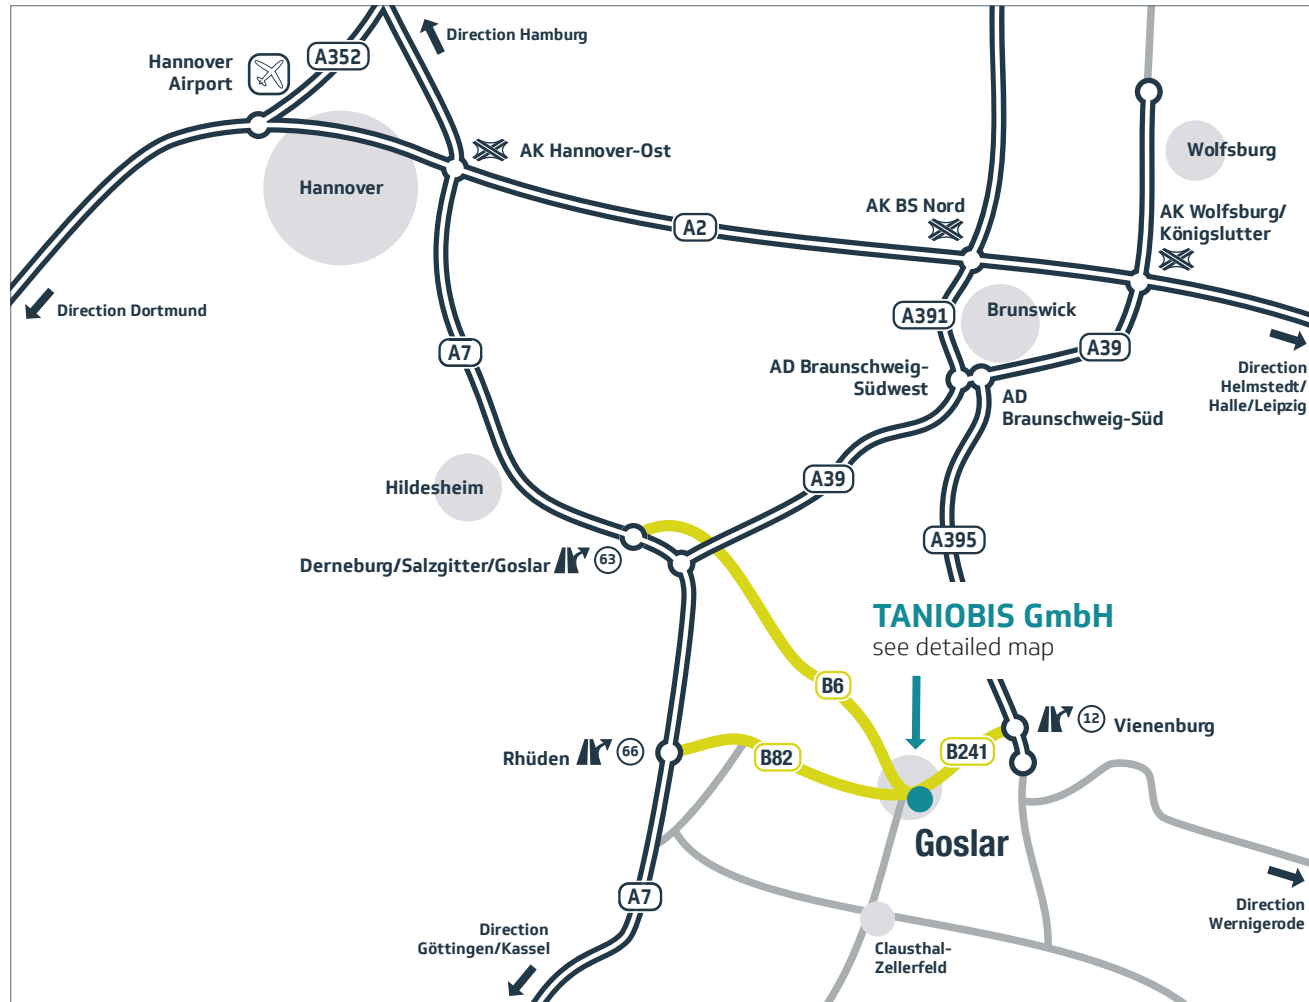 Direction Hamburg
Hannover
Airport
A352
AK Hannover-Ost
Wolfsburg
Hannover
AK BS Nord
AK Wolfsburg/
Königslutter
A2
Direction Dortmund
A391
Brunswick
A7
A39
AD Braunschweig-
Südwest
Direction
Helmstedt/
Halle/Leipzig
AD
Braunschweig-Süd
Hildesheim
A39
A395
Derneburg/Salzgitter/Goslar
63
TANIOBIS GmbH
see detailed map
B6
12
Vienenburg
Rhüden
66
B82
B241
Goslar
A7
Direction
Göttingen/Kassel
Clausthal-
Zellerfeld
Direction
Wernigerode